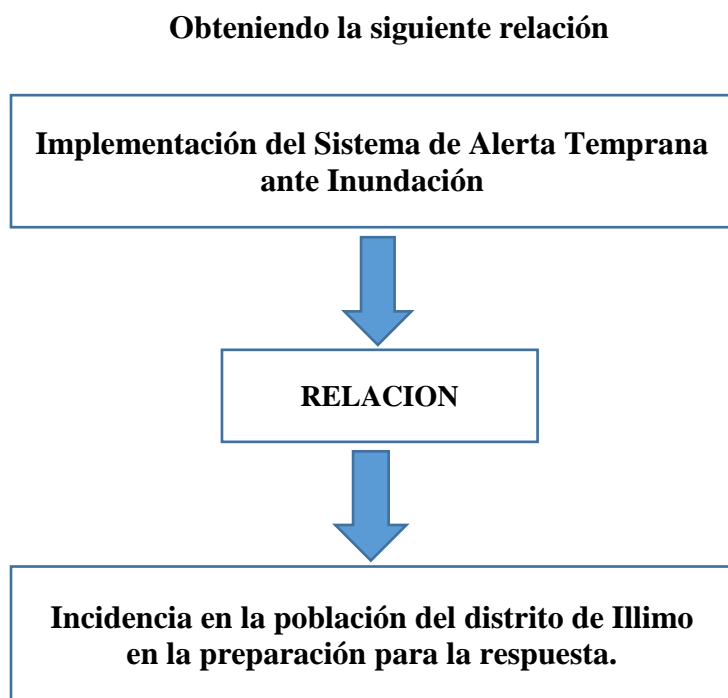 Obteniendo la siguiente relación
Implementación del Sistema de Alerta Temprana
ante Inundación
RELACION
Incidencia en la población del distrito de Illimo
en la preparación para la respuesta.